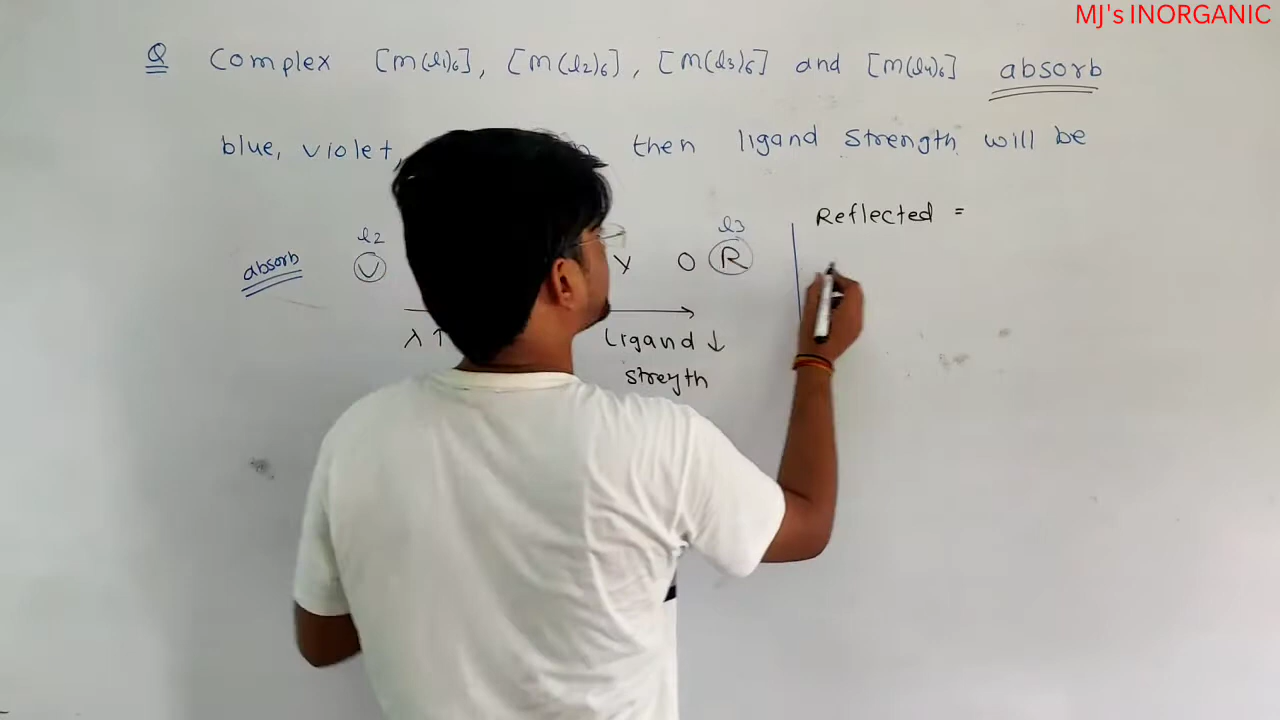 MJ's INORGANIC
Q Complex [M(l1)6], [M(l2)6], [M(l3)6] and [M(l4)6] absorb
blue, violet, then ligand strength will be
Reflected =
l2 l3
absorb V Y O R
λ ↑ Ligand ↓
streyth